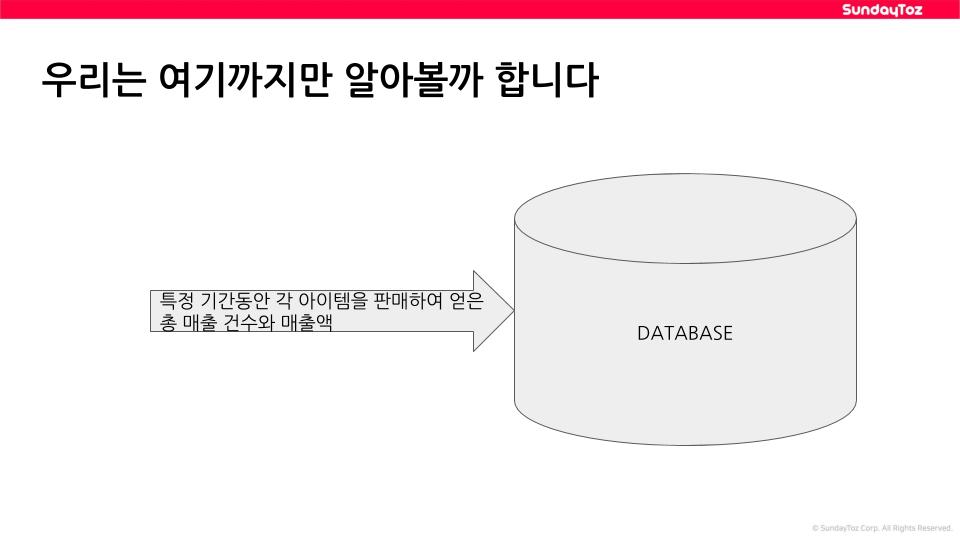 SundayToz
우리는 여기까지만 알아볼까 합니다
특정 기간동안 각 아이템을 판매하여 얻은
총 매출 건수와 매출액
DATABASE
© SundayToz Corp. All Rights Reserved.